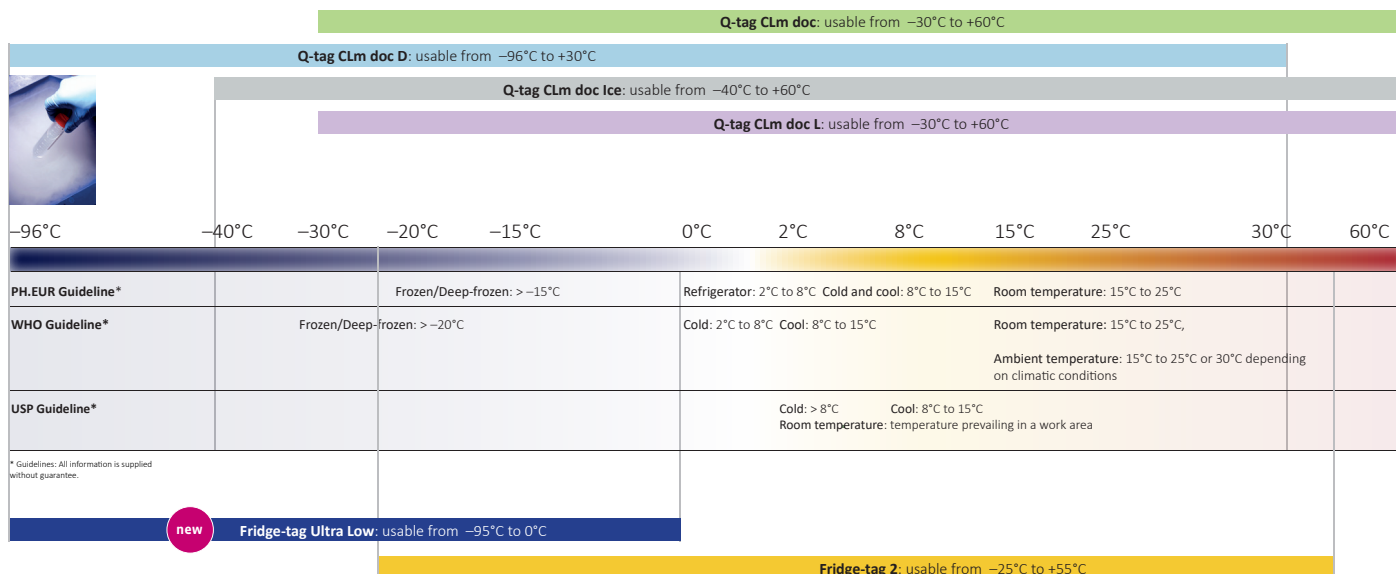 Q-tag CLm doc: usable from –30°C to +60°C
Q-tag CLm doc D: usable from –96°C to +30°C
Q-tag CLm doc Ice: usable from –40°C to +60°C
Q-tag CLm doc L: usable from –30°C to +60°C
–96°C –40°C –30°C –20°C –15°C 0°C 2°C 8°C 15°C 25°C 30°C 60°C
PH.EUR Guideline* Frozen/Deep-frozen: > –15°C Refrigerator: 2°C to 8°C Cold and cool: 8°C to 15°C Room temperature: 15°C to 25°C
WHO Guideline* Frozen/Deep-frozen: > –20°C Cold: 2°C to 8°C Cool: 8°C to 15°C Room temperature: 15°C to 25°C,
Ambient temperature: 15°C to 25°C or 30°C depending
on climatic conditions
USP Guideline* Cold: > 8°C Cool: 8°C to 15°C
Room temperature: temperature prevailing in a work area
* Guidelines: All information is supplied
without guarantee.
new Fridge-tag Ultra Low: usable from –95°C to 0°C
Fridge-tag 2: usable from –25°C to +55°C